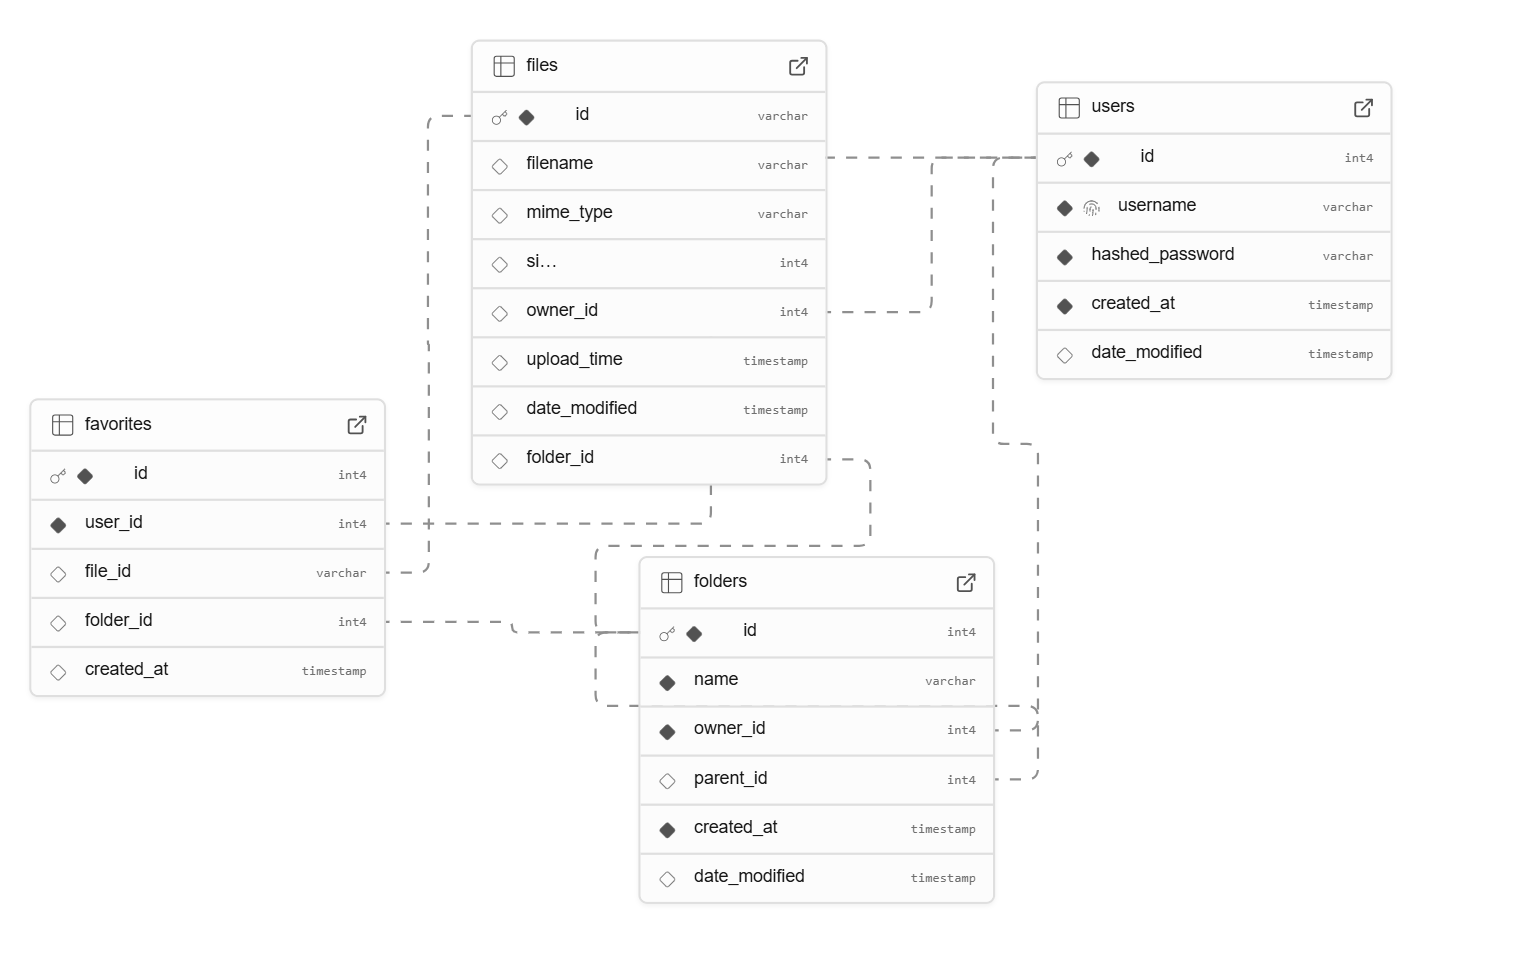 files
id varchar
filename varchar
mime_type varchar
si… int4
owner_id int4
upload_time timestamp
date_modified timestamp
folder_id int4
users
id int4
username varchar
hashed_password varchar
created_at timestamp
date_modified timestamp
favorites
id int4
user_id int4
file_id varchar
folder_id int4
created_at timestamp
folders
id int4
name varchar
owner_id int4
parent_id int4
created_at timestamp
date_modified timestamp